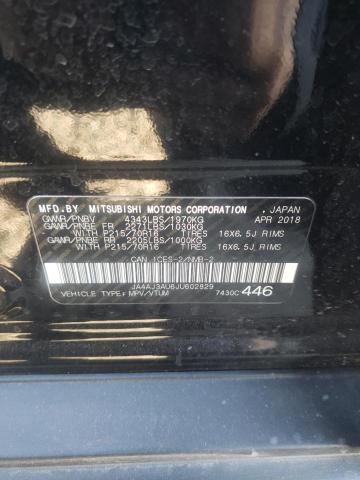 MFD.BY MITSUBISHI MOTORS CORPORATION ,JAPAN
GVWR/PNBV 4343LBS/1970KG APR 2018
GAWR/PNBE FR 2271LBS/1030KG
WITH P215/70R16 TIRES 16X6.5J RIMS
GAWR/PNBE RR 2205LBS/1000KG
WITH P215/70R16 TIRES 16X6.5J RIMS
CAN ICES-2/NMB-2
JA4AJ3AU6JU602829
VEHICLE TYPE: MPV/VTUM 7430C 446